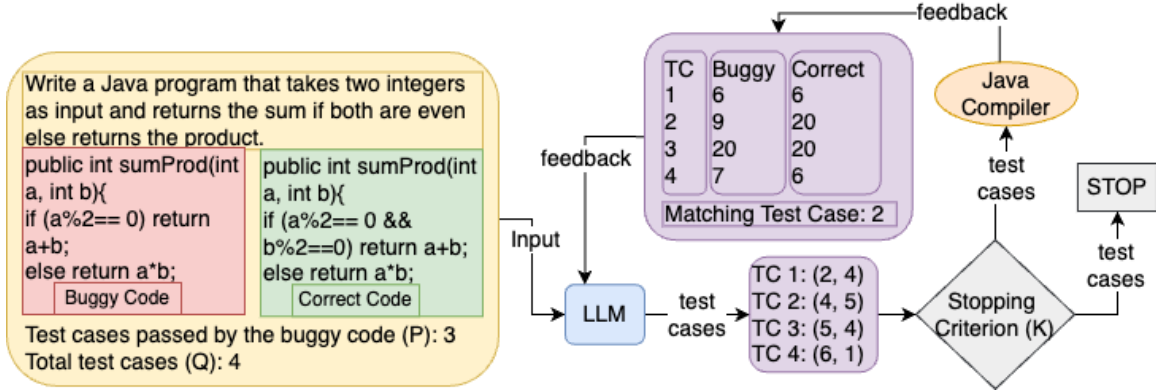 Write a Java program that takes two integers
as input and returns the sum if both are even
else returns the product.
public int sumProd(int
a, int b){
if (a%2== 0) return
a+b;
else return a*b;
Buggy Code
public int sumProd(int
a, int b){
if (a%2== 0 &&
b%2==0) return a+b;
else return a*b;
Correct Code
Test cases passed by the buggy code (P): 3
Total test cases (Q): 4
Input
LLM
feedback
test
cases
TC 1: (2, 4)
TC 2: (4, 5)
TC 3: (5, 4)
TC 4: (6, 1)
Stopping
Criterion (K)
test
cases
STOP
test
cases
Java
Compiler
feedback
TC Buggy Correct
1 6 6
2 9 20
3 20 20
4 7 6
Matching Test Case: 2